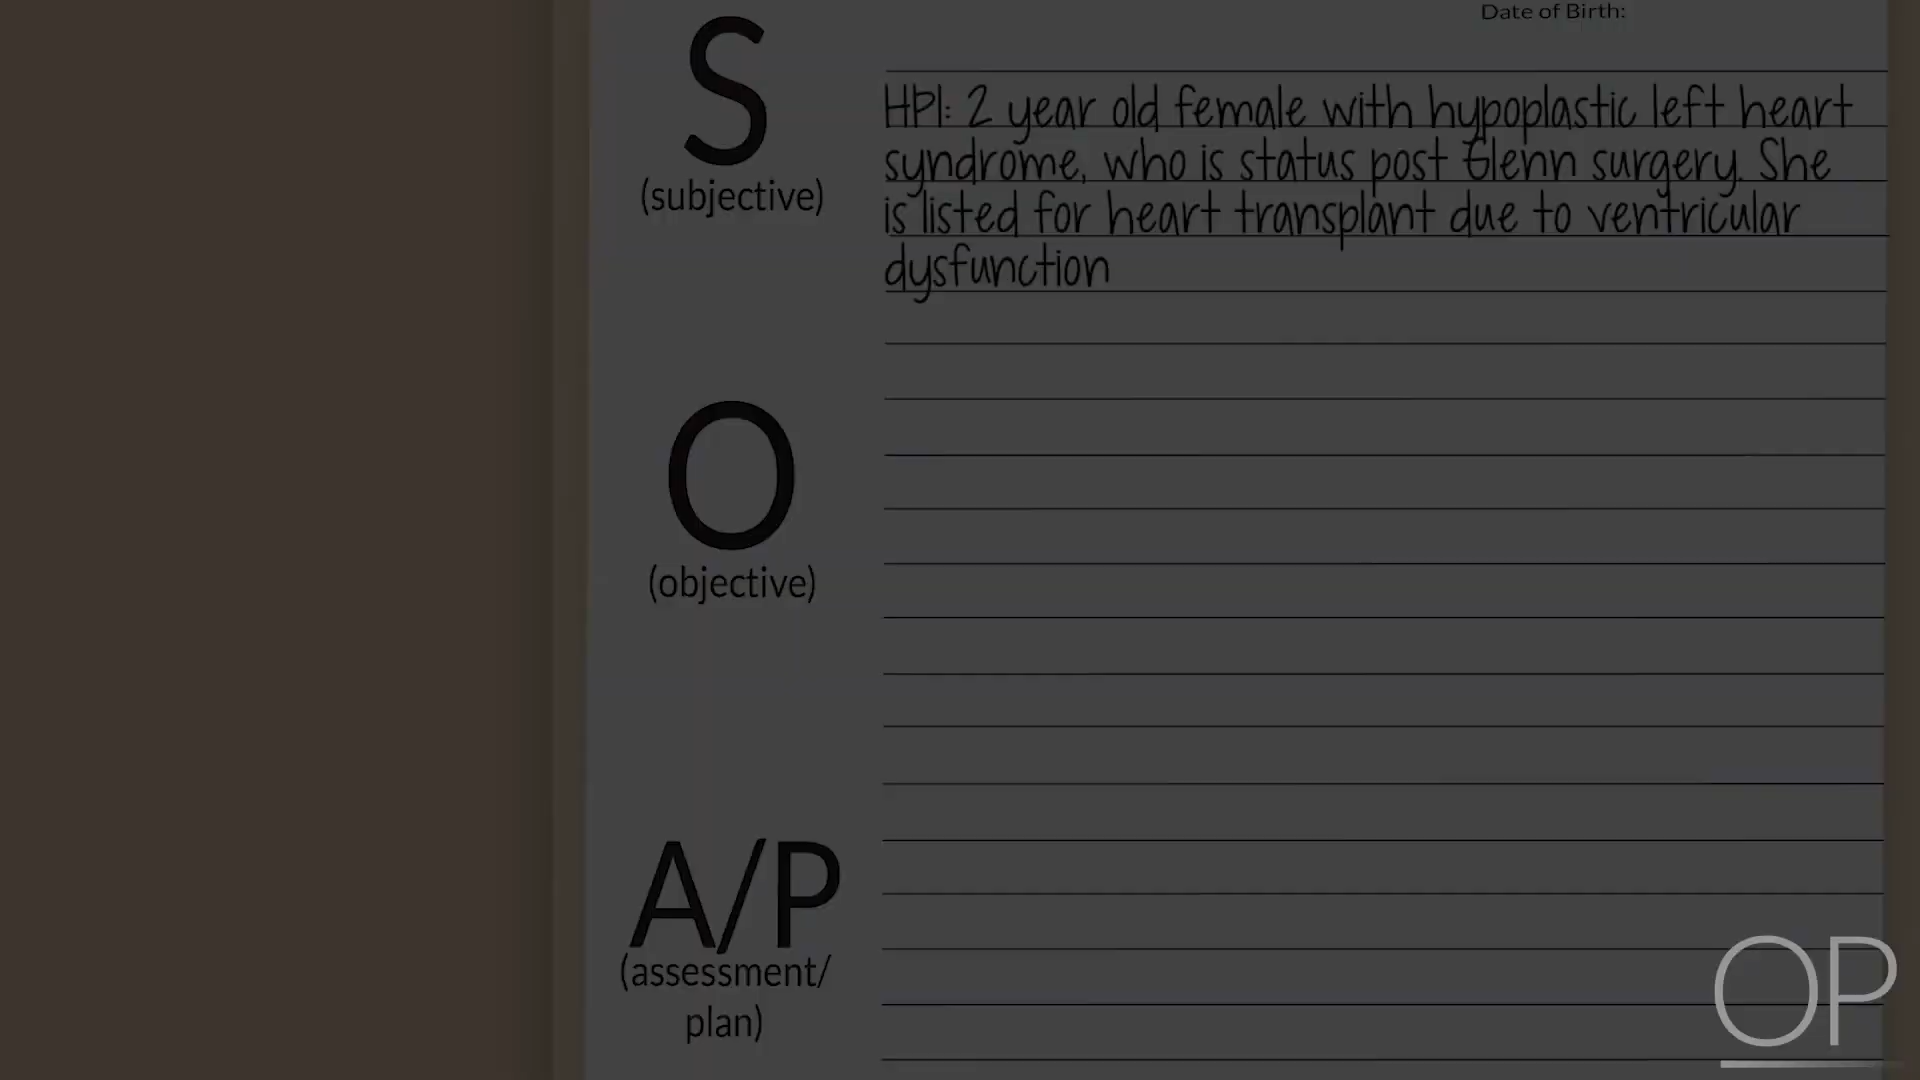 Date of Birth:
S
(subjective)
HPI: 2 year old female with hypoplastic left heart
syndrome, who is status post Glenn surgery. She
is listed for heart transplant due to ventricular
dysfunction
O
(objective)
A/P
(assessment/
plan)
OP